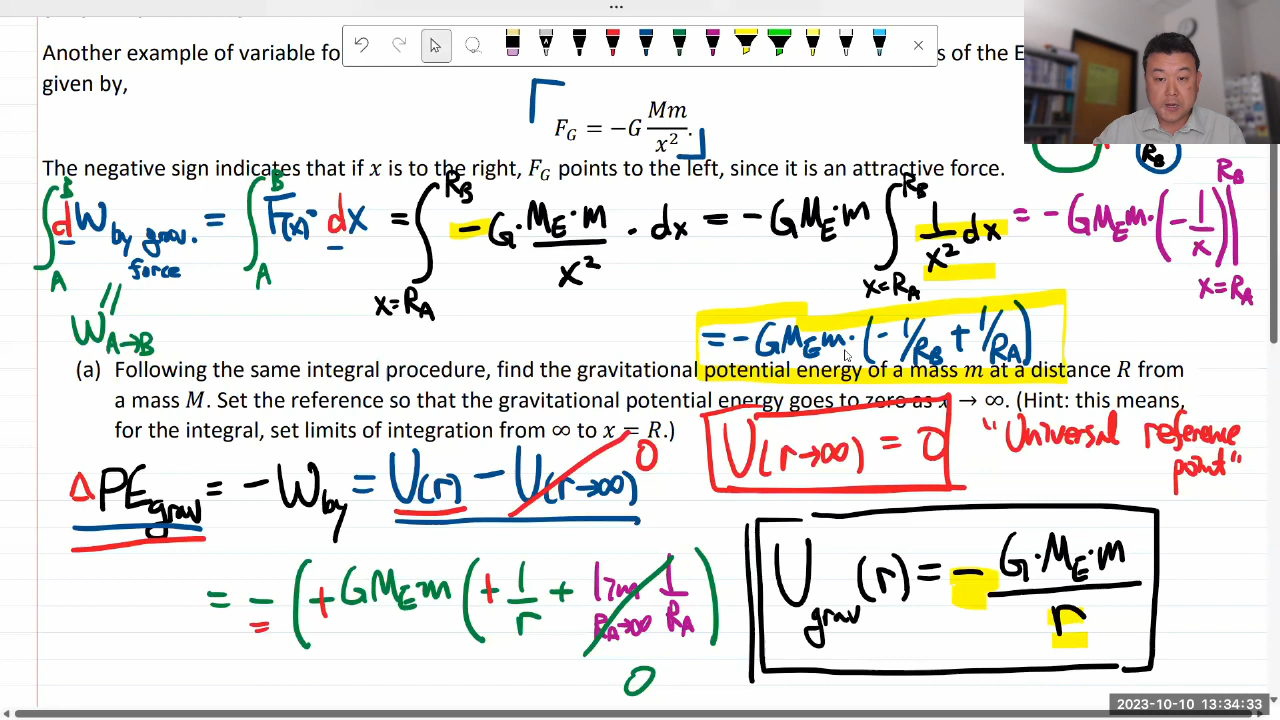 Another example of variable fo
s of the E
given by,
F_G = −G Mm/x².
The negative sign indicates that if x is to the right, F_G points to the left, since it is an attractive force.
R_B
∫_A^B dW by grav. force = ∫_A^B F(x)·dx = ∫_{x=R_A}^{R_B} −G·M_E·m/x² · dx = −GM_E·m ∫_{x=R_A}^{R_B} 1/x² dx = −GM_Em·(−1/x)|_{x=R_A}^{R_B}
W_{A→B}
= −GM_Em·(−1/R_B + 1/R_A)
(a) Following the same integral procedure, find the gravitational potential energy of a mass m at a distance R from
a mass M. Set the reference so that the gravitational potential energy goes to zero as x → ∞. (Hint: this means,
for the integral, set limits of integration from ∞ to x = R.)
U(r→∞) = 0
"Universal reference
point"
ΔPE_grav = −W_by = U(r) − U(r→∞) 0
= −(+GM_Em(+1/r + lim_{R_A→∞} 1/R_A)
0
U_grav(r) = − G·M_E·m/r
2023-10-10 13:34:33